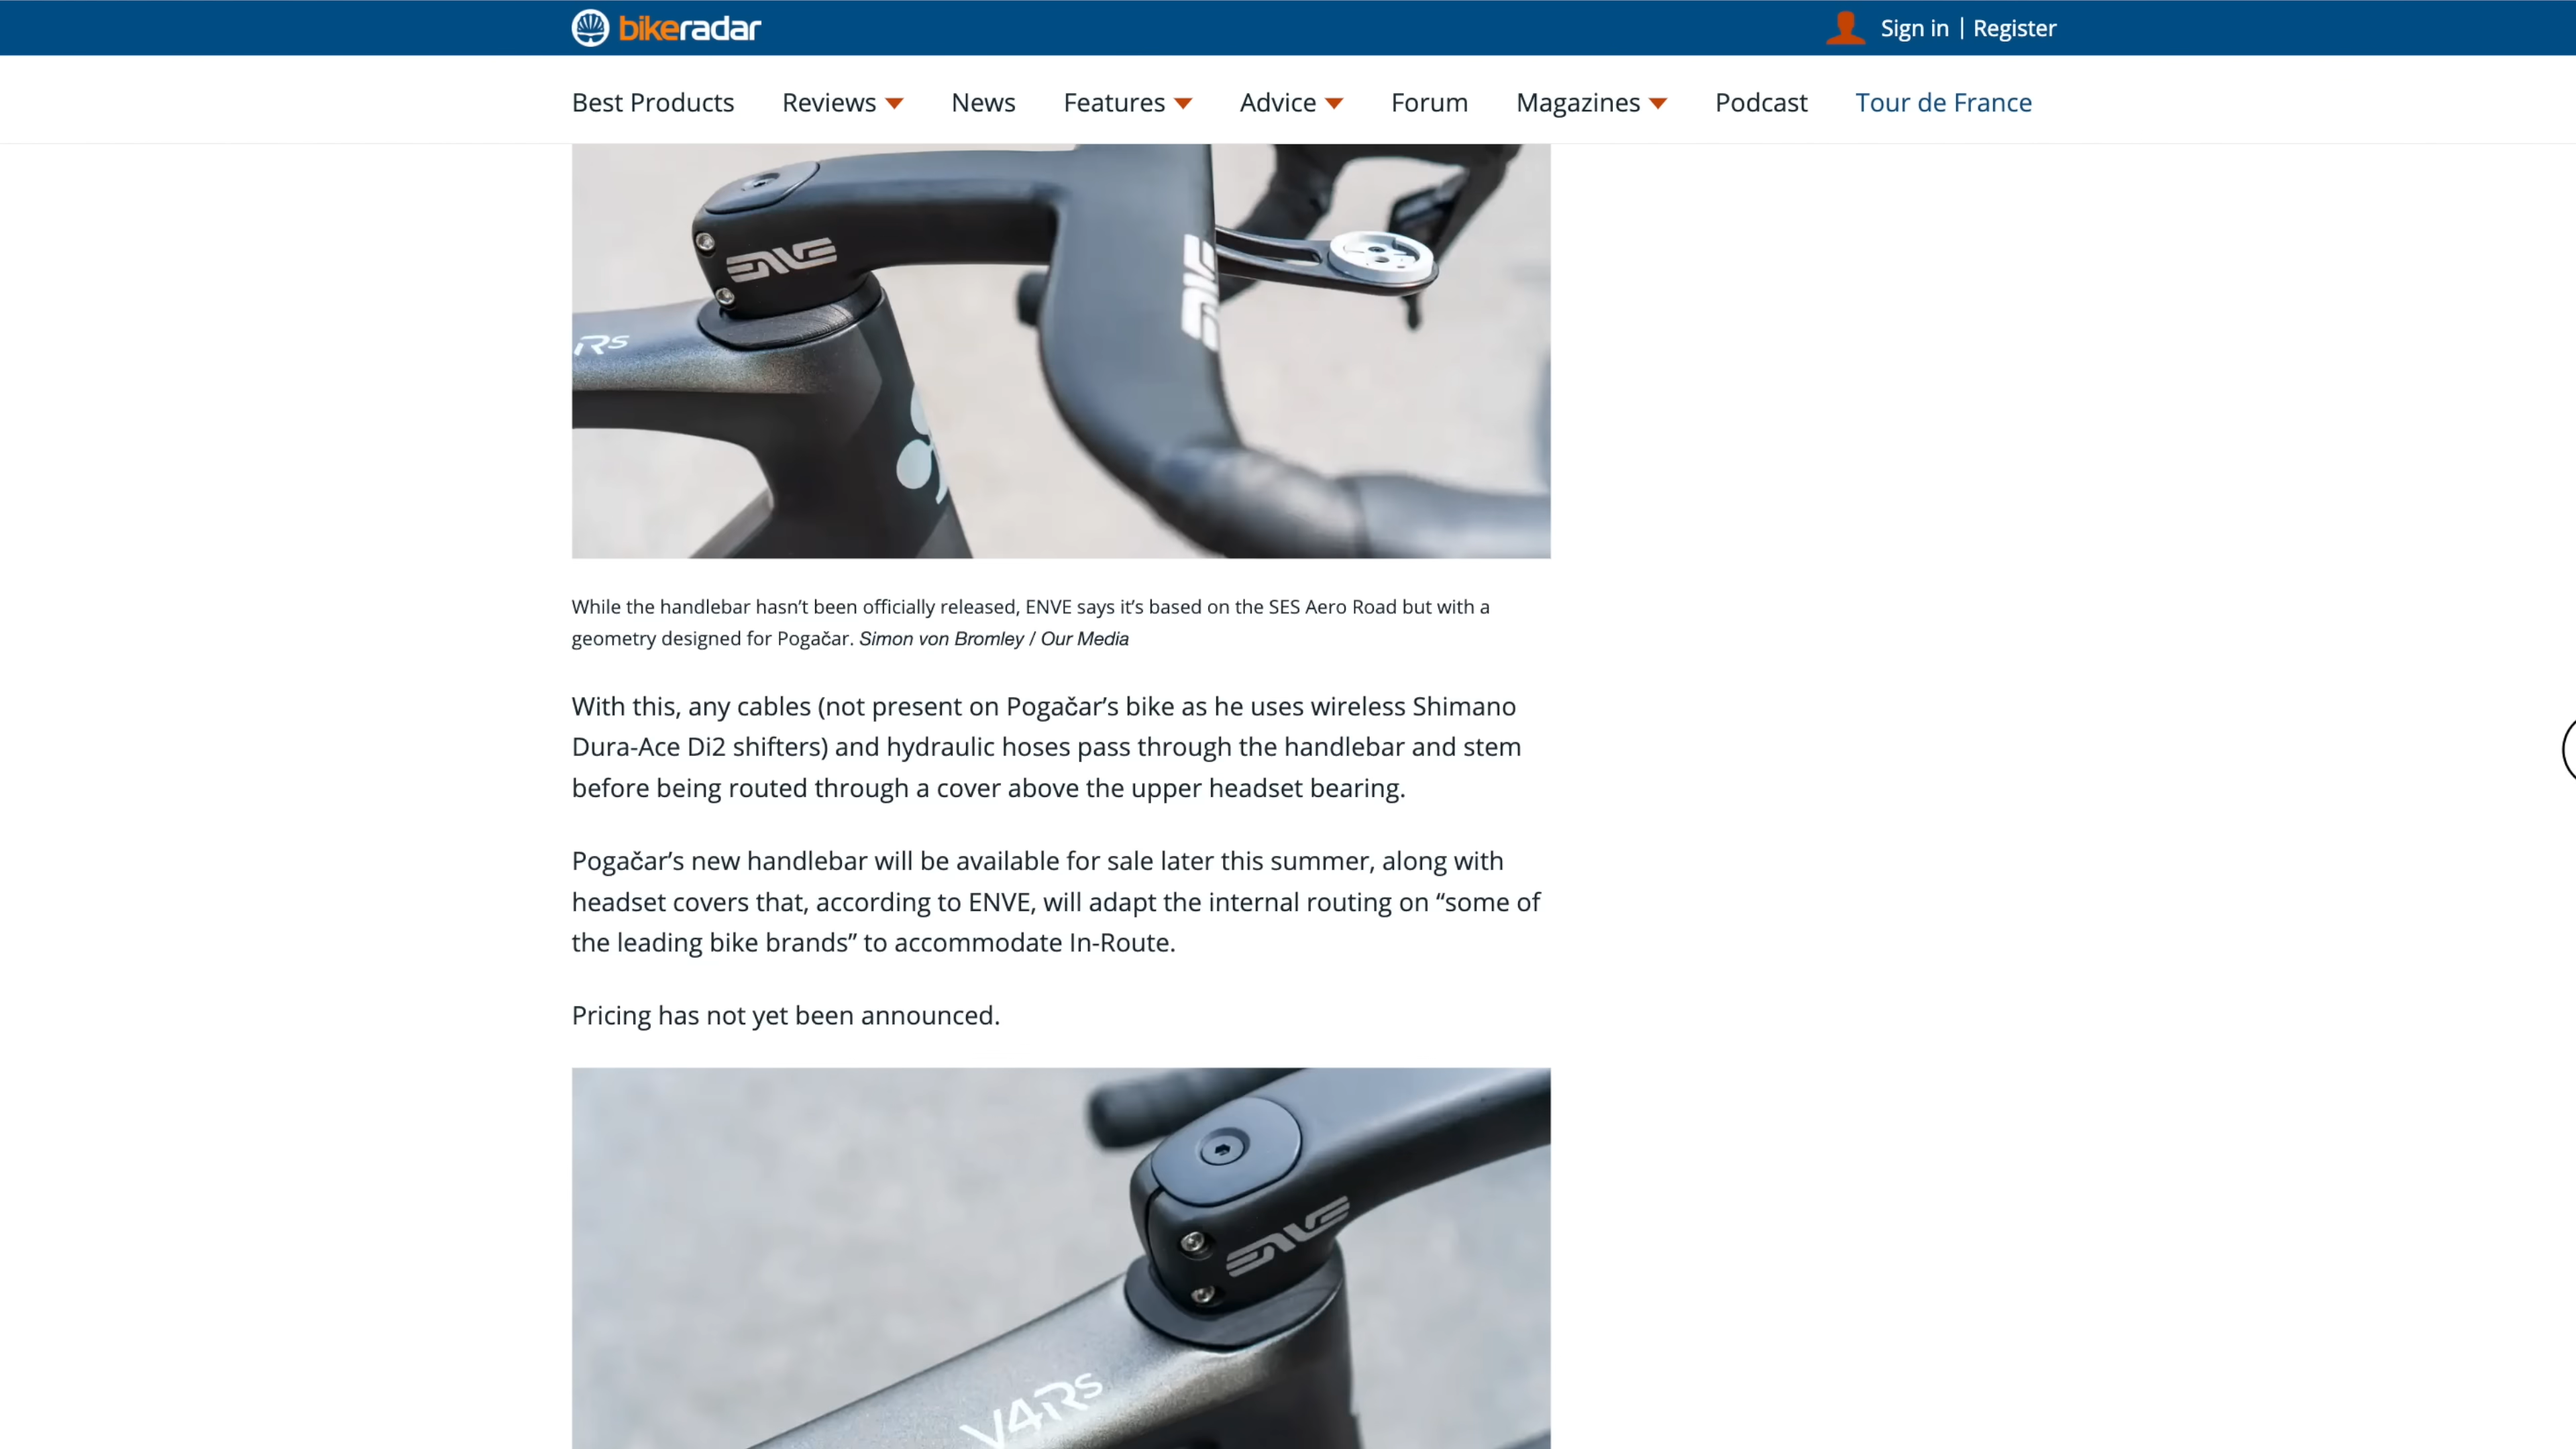 bikeradar
Sign in | Register
Best Products Reviews News Features Advice Forum Magazines Podcast Tour de France
ENVE
ENVE
RS
While the handlebar hasn’t been officially released, ENVE says it’s based on the SES Aero Road but with a
geometry designed for Pogačar. Simon von Bromley / Our Media
With this, any cables (not present on Pogačar’s bike as he uses wireless Shimano
Dura-Ace Di2 shifters) and hydraulic hoses pass through the handlebar and stem
before being routed through a cover above the upper headset bearing.
Pogačar’s new handlebar will be available for sale later this summer, along with
headset covers that, according to ENVE, will adapt the internal routing on “some of
the leading bike brands” to accommodate In-Route.
Pricing has not yet been announced.
ENVE
V4Rs